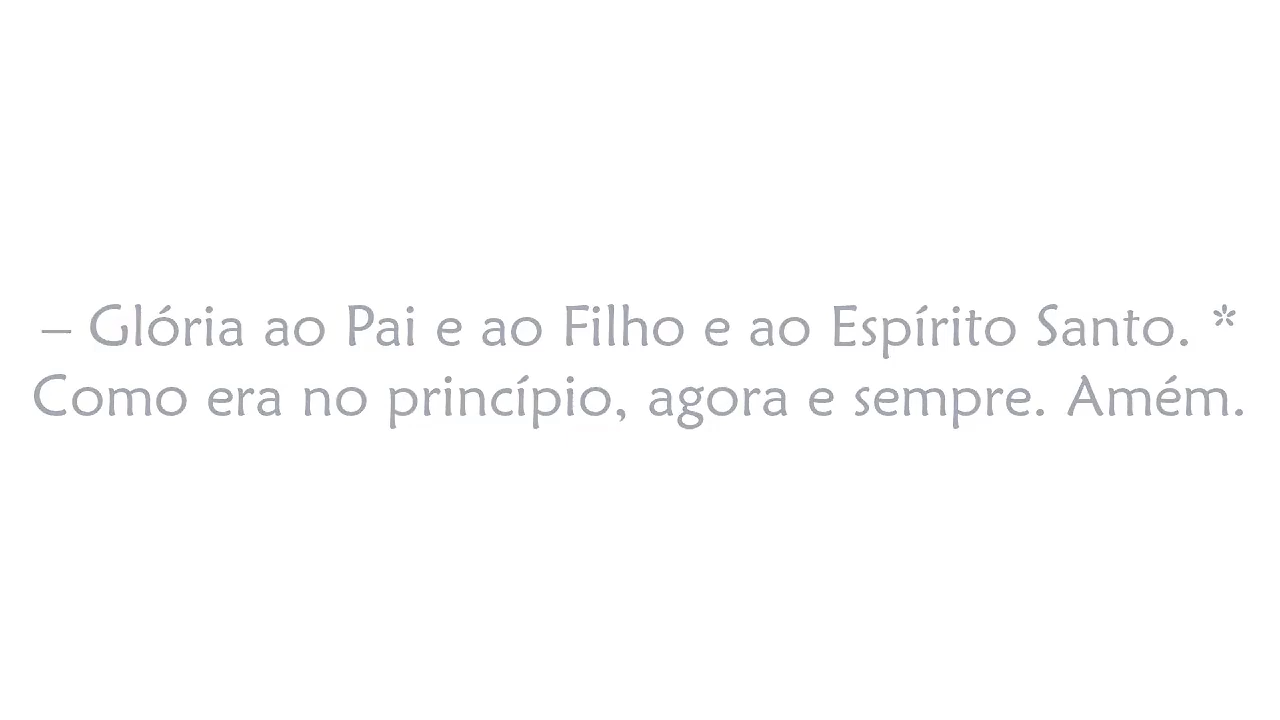 – Glória ao Pai e ao Filho e ao Espírito Santo. *
Como era no princípio, agora e sempre. Amém.